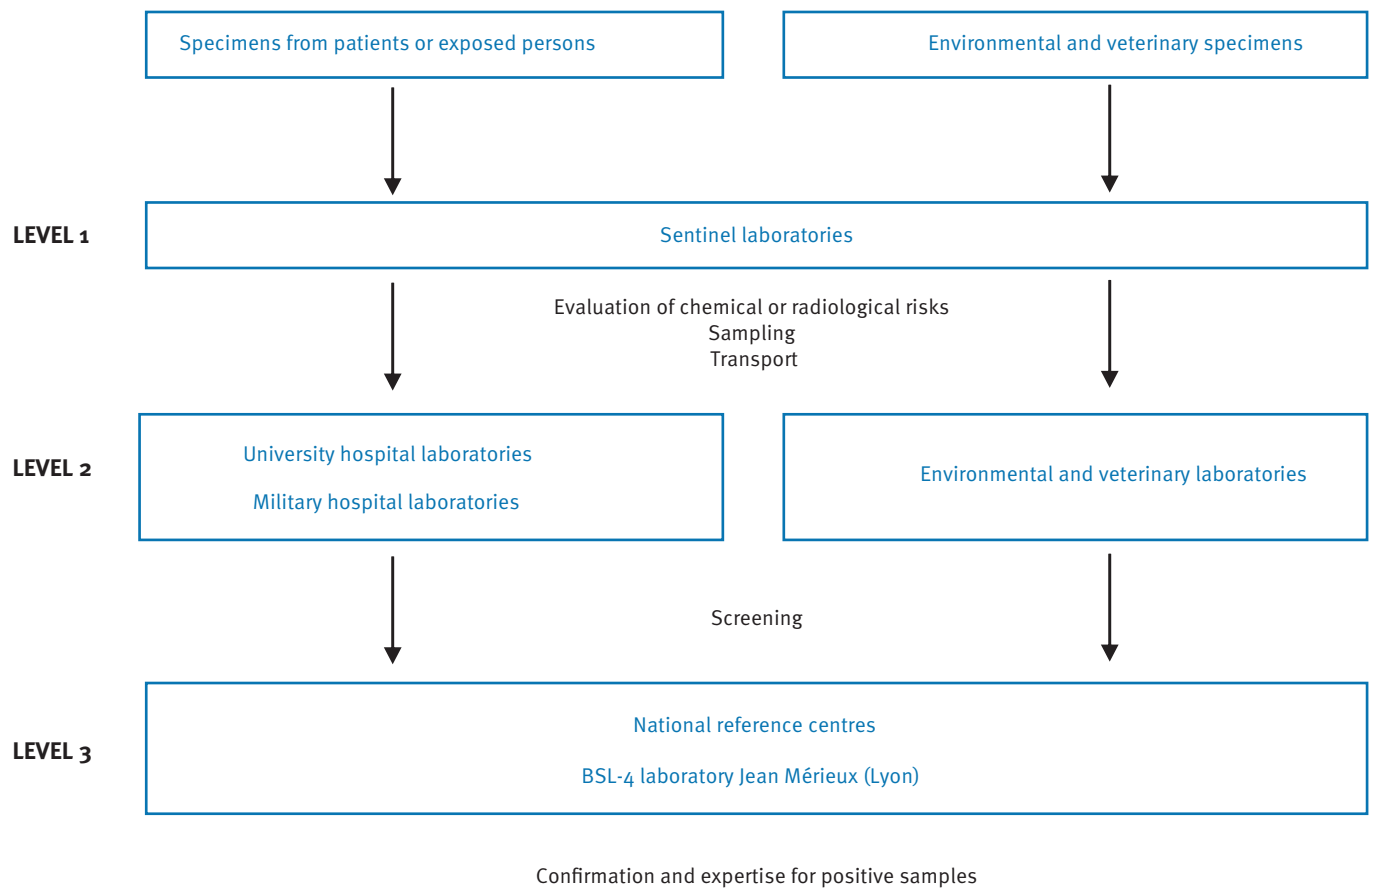 Specimens from patients or exposed persons
Environmental and veterinary specimens
LEVEL 1
Sentinel laboratories
Evaluation of chemical or radiological risks
Sampling
Transport
LEVEL 2
University hospital laboratories
Military hospital laboratories
Environmental and veterinary laboratories
Screening
LEVEL 3
National reference centres
BSL-4 laboratory Jean Mérieux (Lyon)
Confirmation and expertise for positive samples